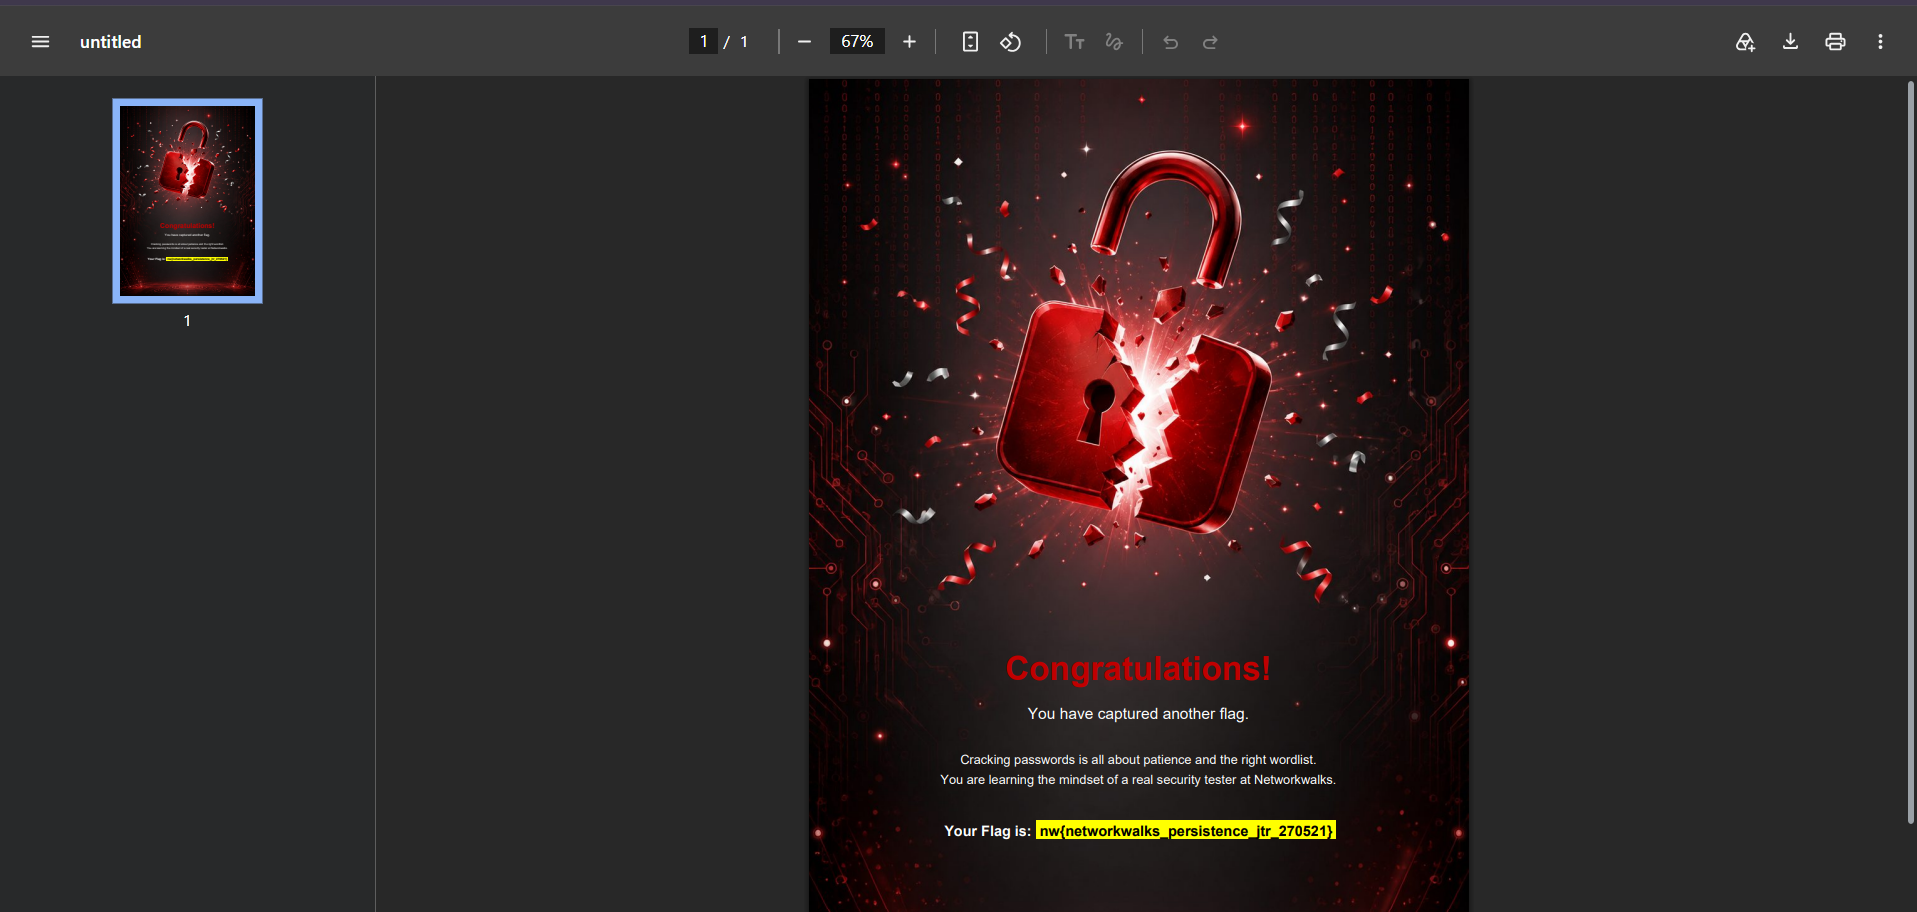 untitled
1 / 1
67%
1
Congratulations!
You have captured another flag.
Cracking passwords is all about patience and the right wordlist.
You are learning the mindset of a real security tester at Networkwalks.
Your Flag is: nw{networkwalks_persistence_jtr_270521}